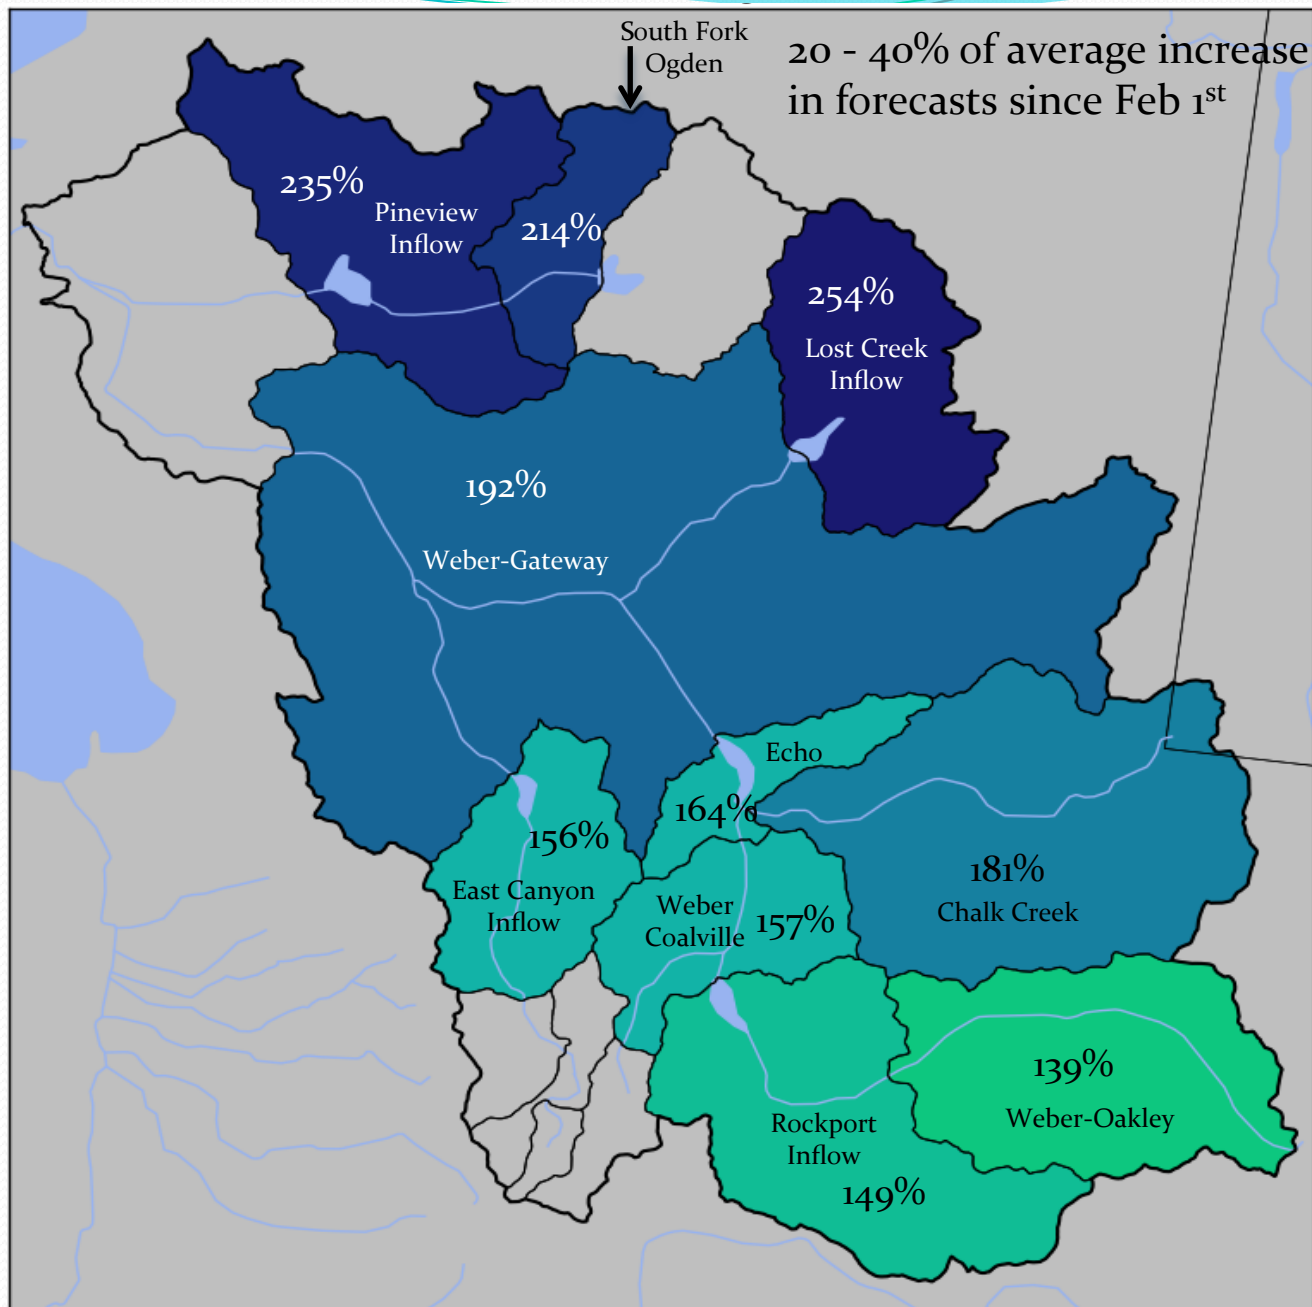 South Fork
Ogden
20 - 40% of average increase
in forecasts since Feb 1st
235%
Pineview
Inflow
214%
254%
Lost Creek
Inflow
192%
Weber-Gateway
Echo
164%
156%
East Canyon
Inflow
Weber
Coalville
157%
181%
Chalk Creek
139%
Weber-Oakley
Rockport
Inflow
149%